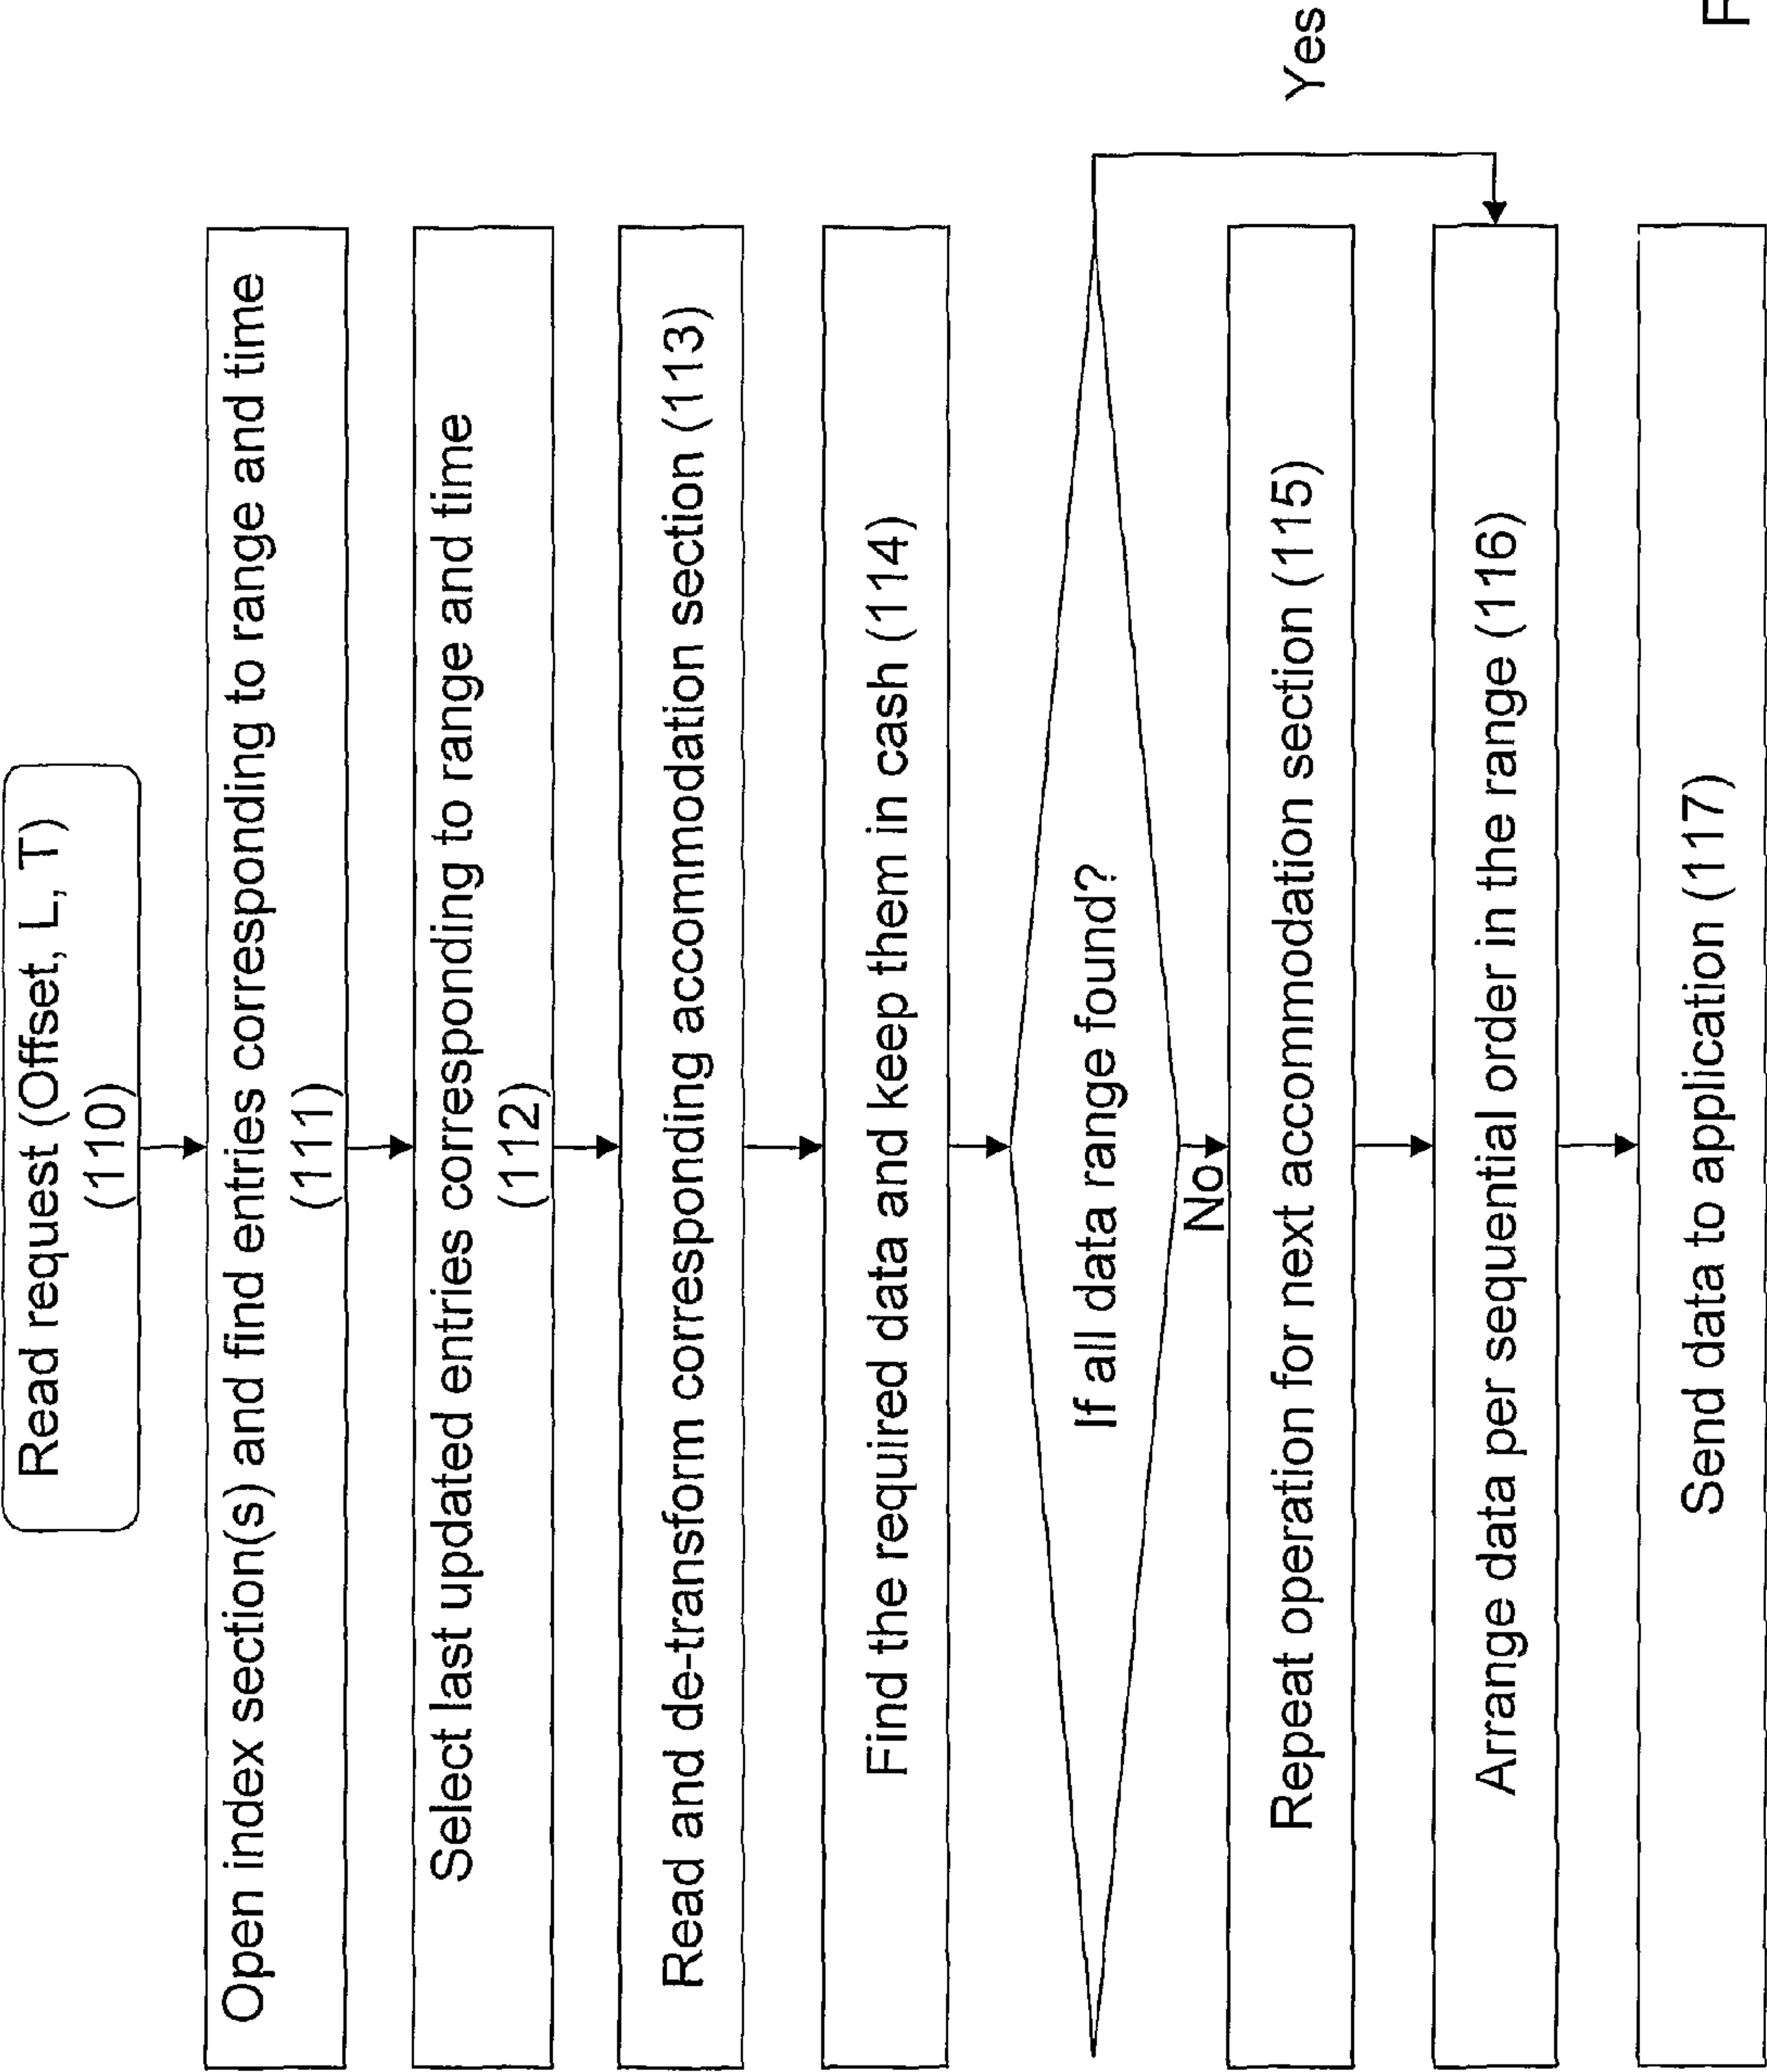 Read request (Offset, L, T)
(110)
Open index section(s) and find entries corresponding to range and time
(111)
Select last updated entries corresponding to range and time
(112)
Read and de-transform corresponding accommodation section (113)
Find the required data and keep them in cash (114)
If all data range found?
Yes
No
Repeat operation for next accommodation section (115)
Arrange data per sequential order in the range (116)
Send data to application (117)
F